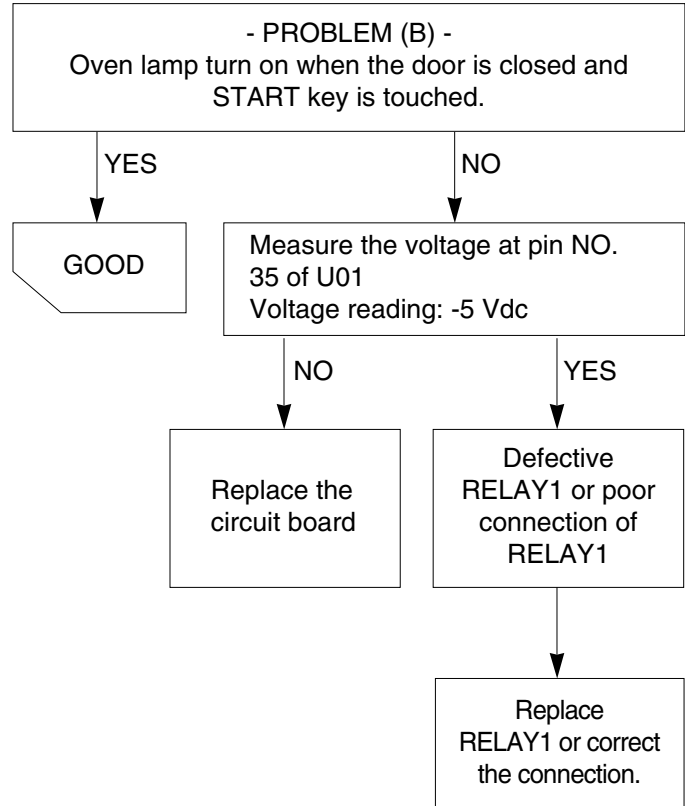 - PROBLEM (B) -
Oven lamp turn on when the door is closed and
START key is touched.
YES
NO
GOOD
Measure the voltage at pin NO.
35 of U01
Voltage reading: -5 Vdc
NO
YES
Replace the
circuit board
Defective
RELAY1 or poor
connection of
RELAY1
Replace
RELAY1 or correct
the connection.